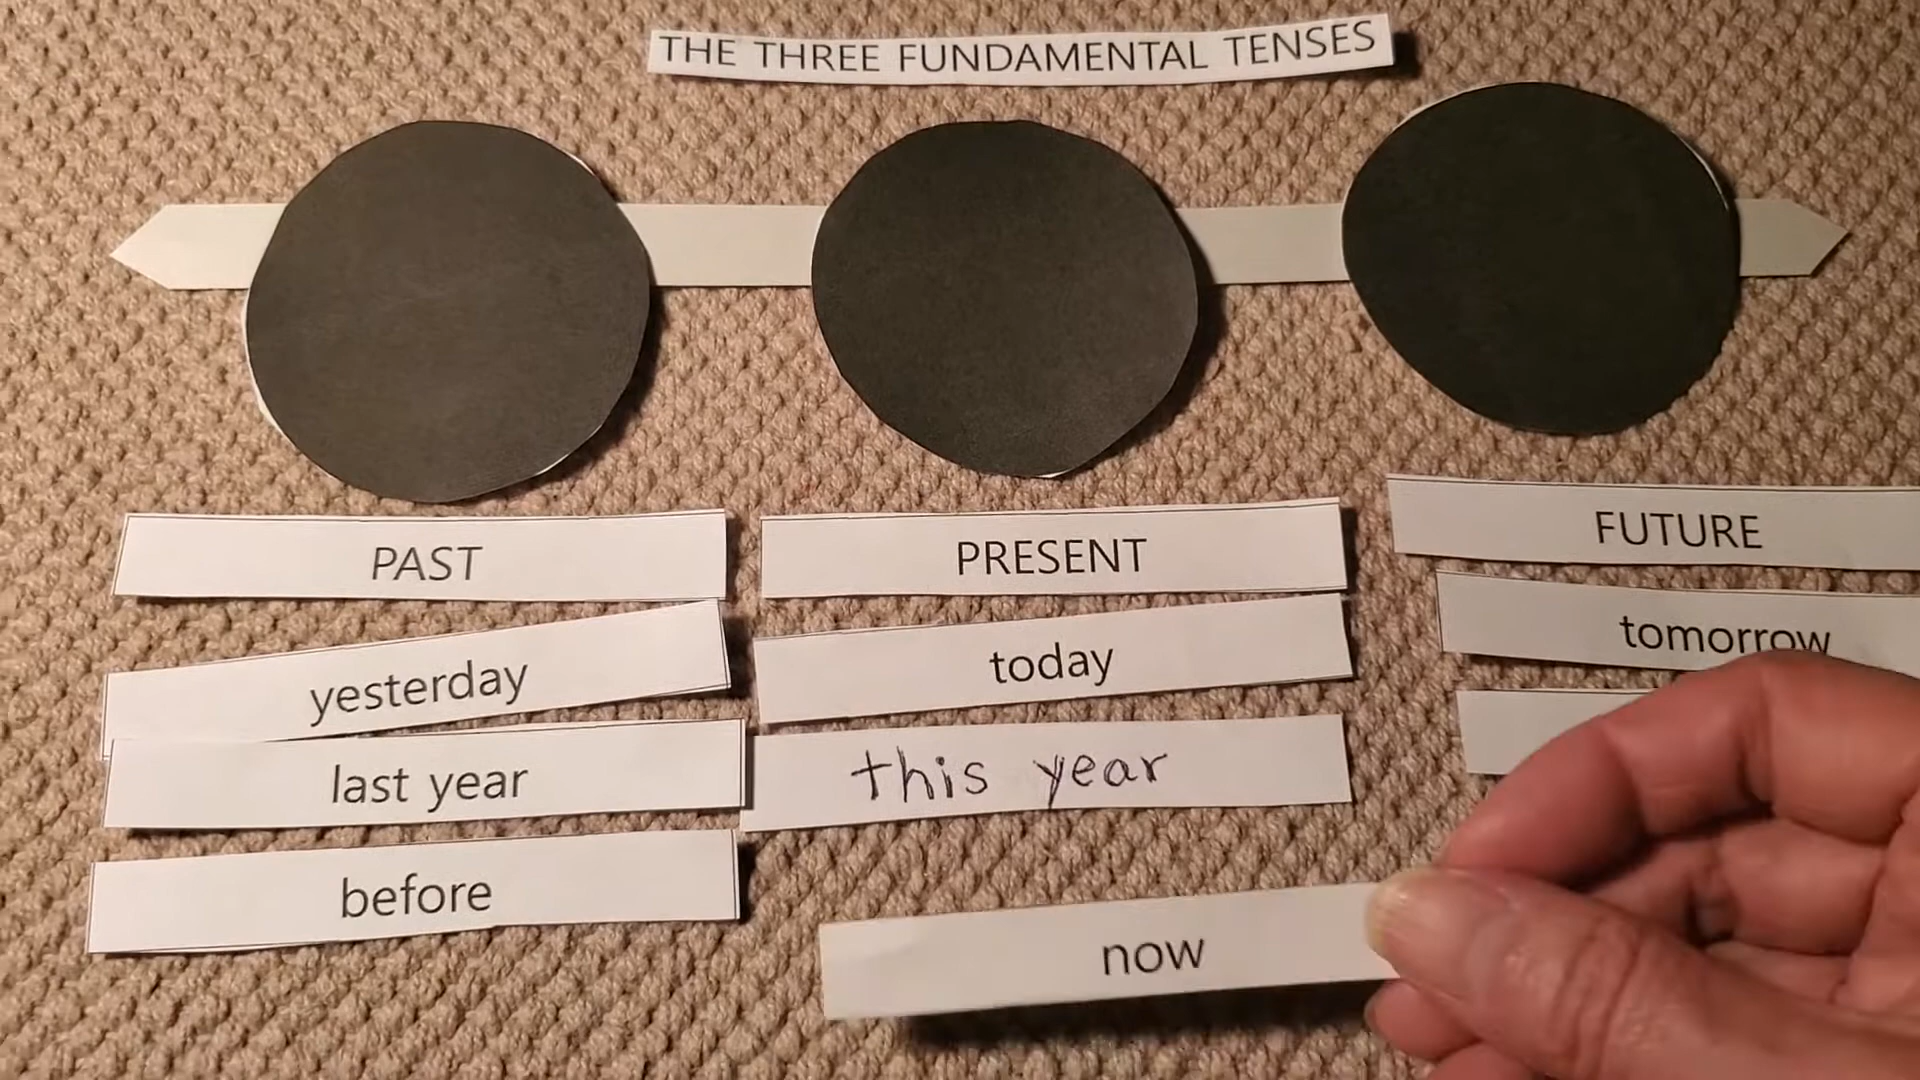 THE THREE FUNDAMENTAL TENSES
PAST
PRESENT
FUTURE
yesterday
today
tomorrow
last year
this year
before
now